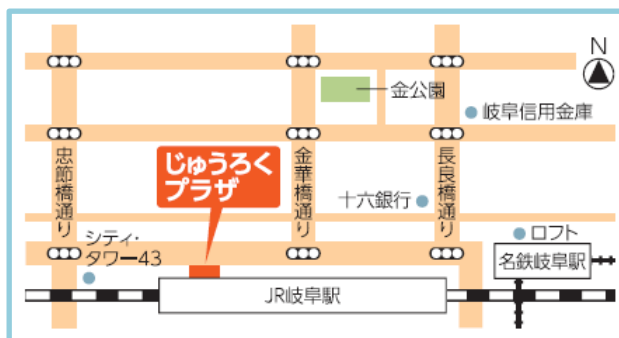 N
金公園
岐阜信用金庫
忠節橋通り
じゅうろく
プラザ
金華橋通り
長良橋通り
十六銀行
シティ・
タワー43
ロフト
名鉄岐阜駅
JR岐阜駅